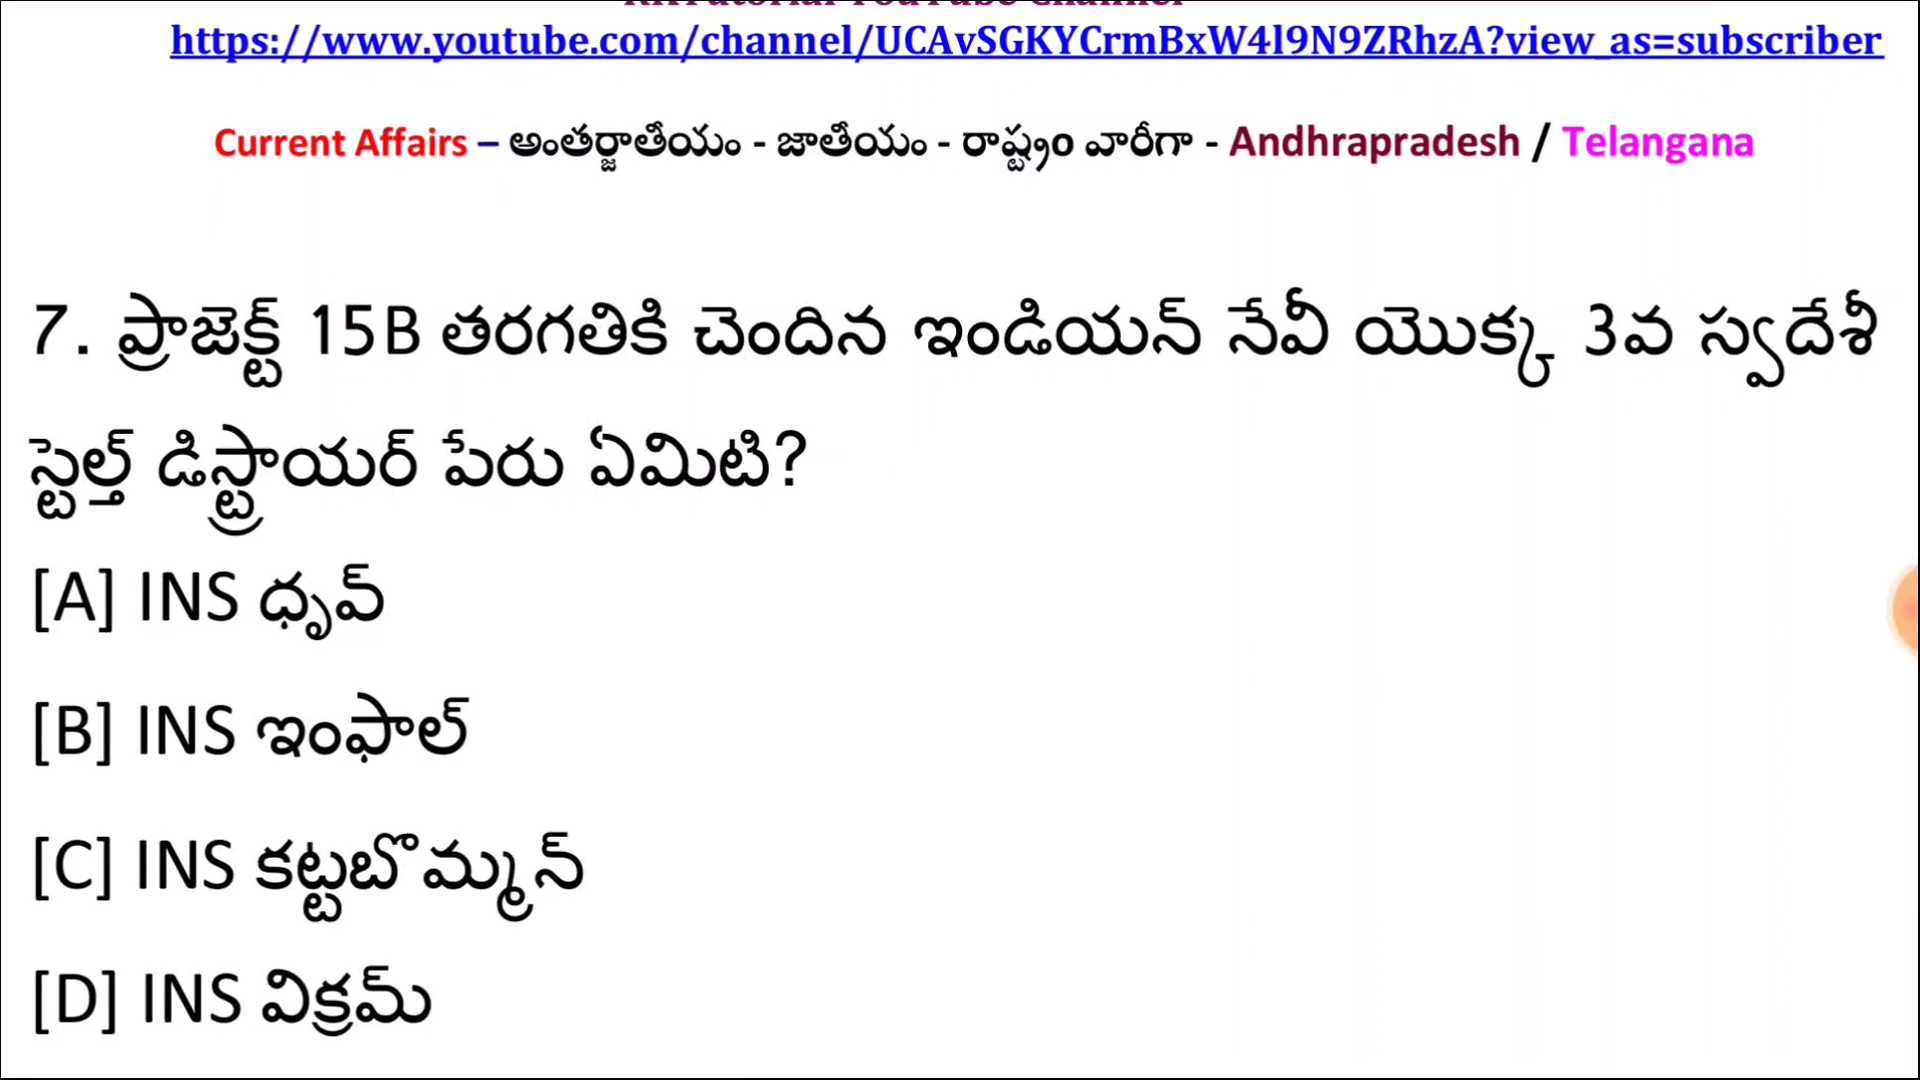 https://www.youtube.com/channel/UCAvSGKYCrmBxW4l9N9ZRhzA?view_as=subscriber
Current Affairs – అంతర్జాతీయం - జాతీయం - రాష్ట్రం వారీగా - Andhrapradesh / Telangana
7. ప్రాజెక్ట్ 15B తరగతికి చెందిన ఇండియన్ నేవీ యొక్క 3వ స్వదేశీ
స్టెల్త్ డిస్ట్రాయర్ పేరు ఏమిటి?
[A] INS ధృవ్
[B] INS ఇంఫాల్
[C] INS కట్టబొమ్మన్
[D] INS విక్రమ్